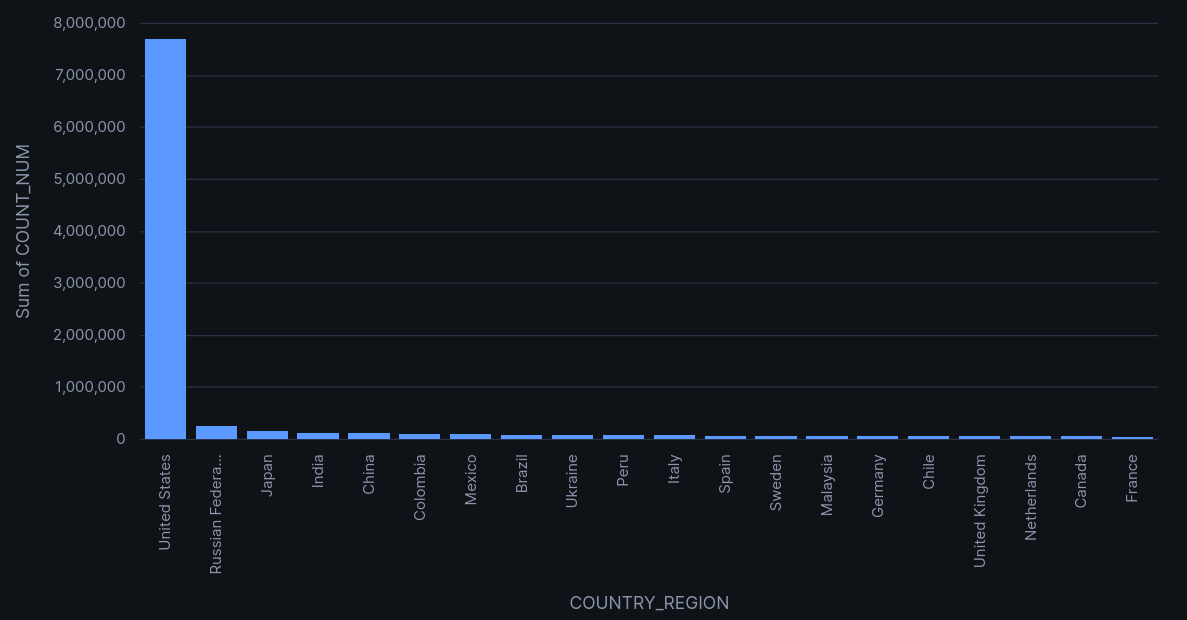 8,000,000
7,000,000
6,000,000
5,000,000
4,000,000
3,000,000
2,000,000
1,000,000
0
Sum of COUNT_NUM
United States
Russian Federa...
Japan
India
China
Colombia
Mexico
Brazil
Ukraine
Peru
Italy
Spain
Sweden
Malaysia
Germany
Chile
United Kingdom
Netherlands
Canada
France
COUNTRY_REGION